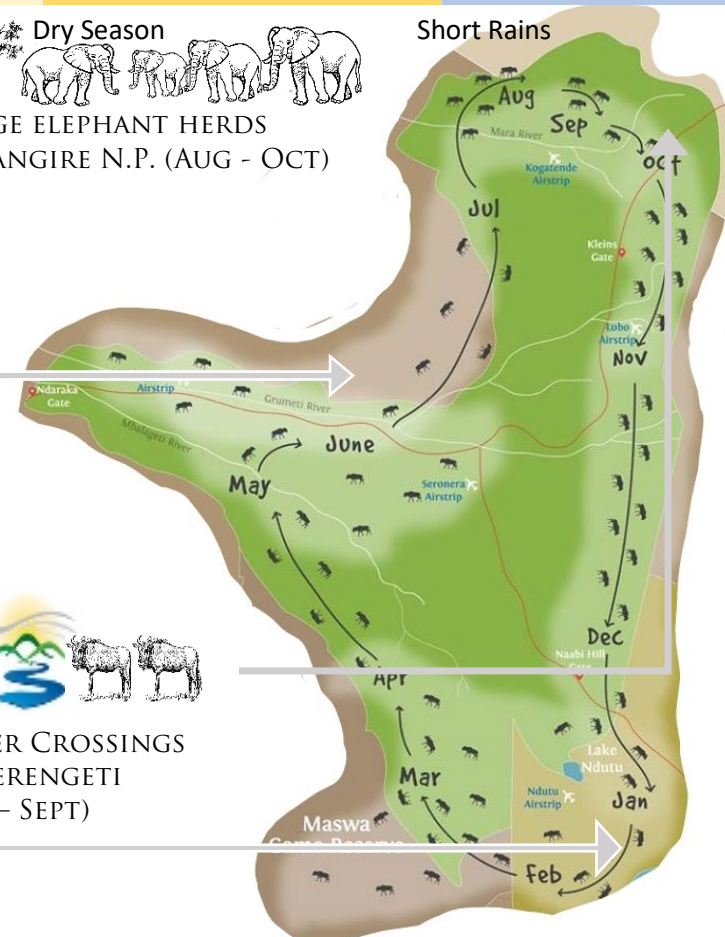 Dry Season
Short Rains
GE ELEPHANT HERDS
ANGIRE N.P. (AUG - OCT)
Aug
Sep
Oct
Mara River
Kogatende
Airstrip
Jul
Kleins
Gate
Lobo
Airstrip
Nov
Ndaraka
Gate
Airstrip
Grumeti River
Mbalageti River
June
May
Seronera
Airstrip
Dec
Naabi Hill
Gate
Apr
ER CROSSINGS
ERENGETI
– SEPT)
Lake
Ndutu
Mar
Ndutu
Airstrip
Jan
Maswa
Game Reserve
Feb